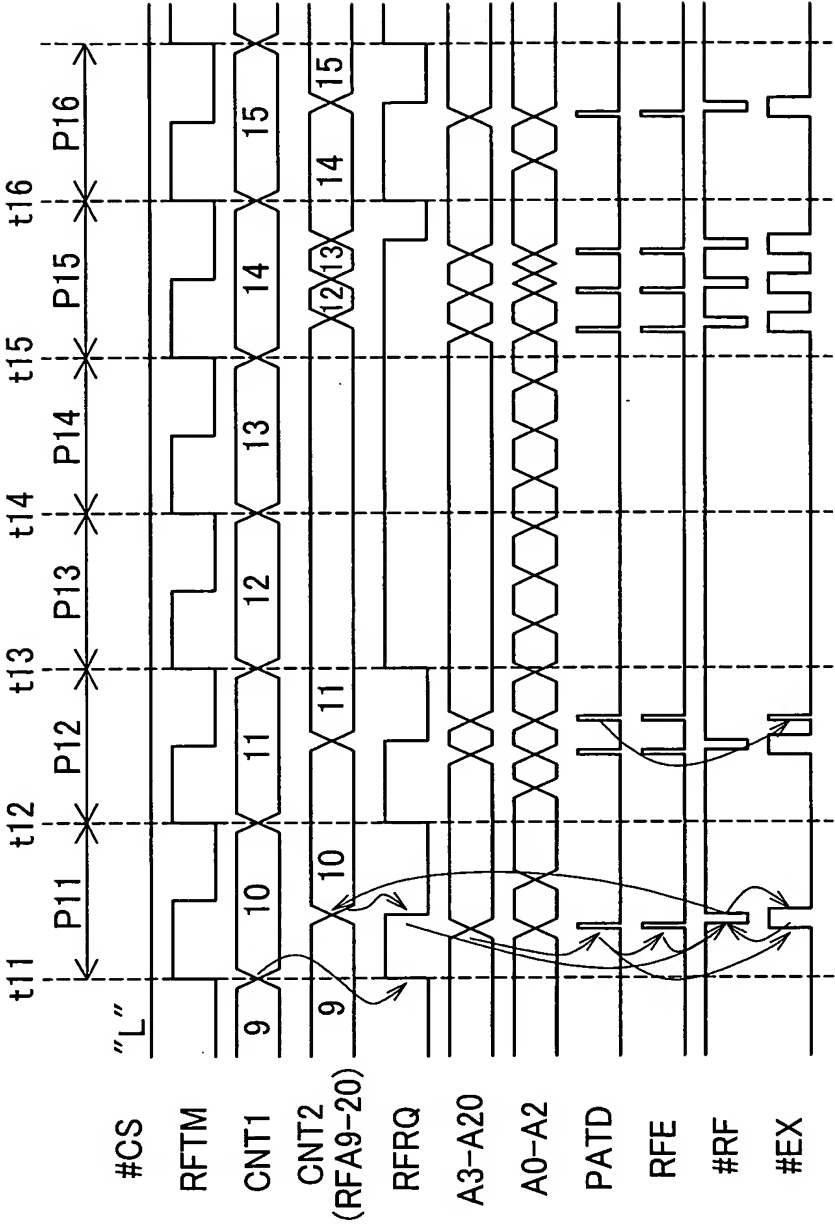 t11 t12 t13 t14 t15 t16
P11 P12 P13 P14 P15 P16
#CS "L"
RFTM
CNT1 9 10 11 12 13 14 15
CNT2 9 10 11 12 13 14 15
(RFA9-20)
RFRQ
A3-A20
A0-A2
PATD
RFE
#RF
#EX